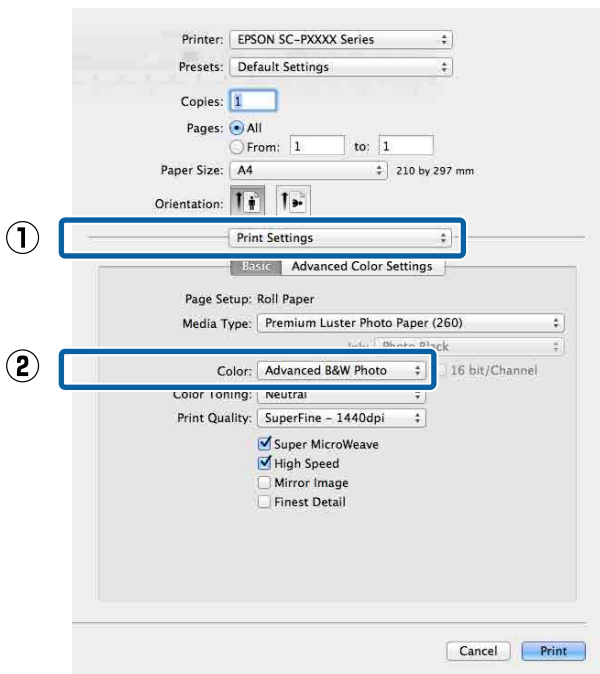 Printer: EPSON SC-PXXXX Series
Presets: Default Settings
Copies: 1
Pages: All
From: 1 to: 1
Paper Size: A4 210 by 297 mm
Orientation:
1
Print Settings
Basic Advanced Color Settings
Page Setup: Roll Paper
Media Type: Premium Luster Photo Paper (260)
Ink: Photo Black
2
Color: Advanced B&W Photo 16 bit/Channel
Color Toning: Neutral
Print Quality: SuperFine - 1440dpi
Super MicroWeave
High Speed
Mirror Image
Finest Detail
Cancel Print